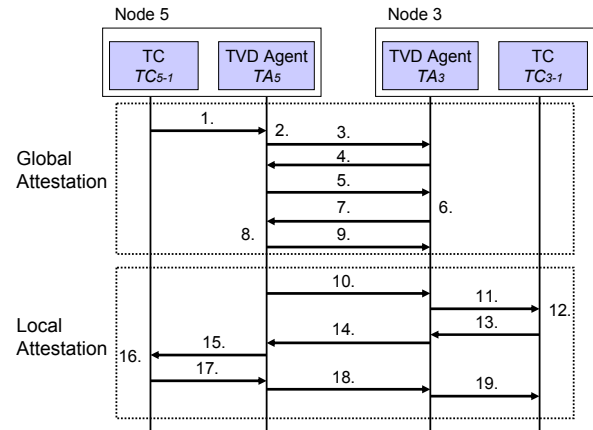 Node 5
Node 3
TC
TC5-1
TVD Agent
TA5
TVD Agent
TA3
TC
TC3-1
Global
Attestation
1.
2.
3.
4.
5.
6.
7.
8.
9.
Local
Attestation
10.
11.
12.
13.
14.
15.
16.
17.
18.
19.